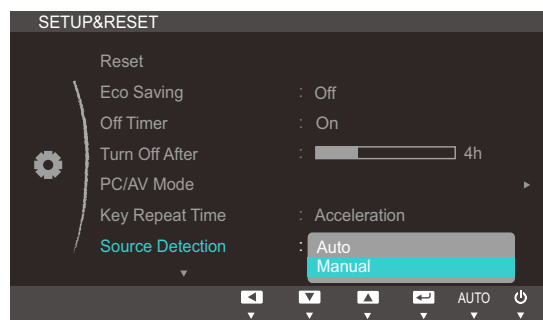 SETUP&RESET
Reset
Eco Saving : Off
Off Timer : On
Turn Off After : 4h
PC/AV Mode
Key Repeat Time : Acceleration
Source Detection : Auto
Manual
AUTO